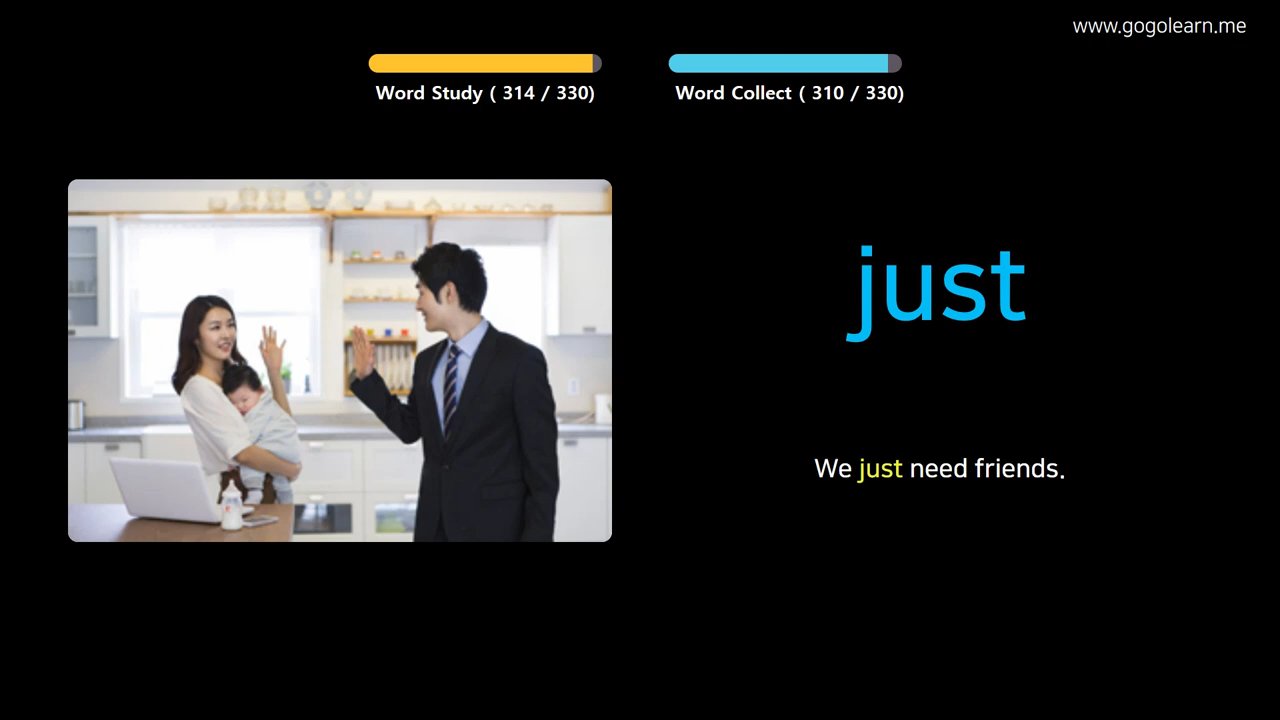 www.gogolearn.me
Word Study ( 314 / 330)
Word Collect ( 310 / 330)
just
We just need friends.